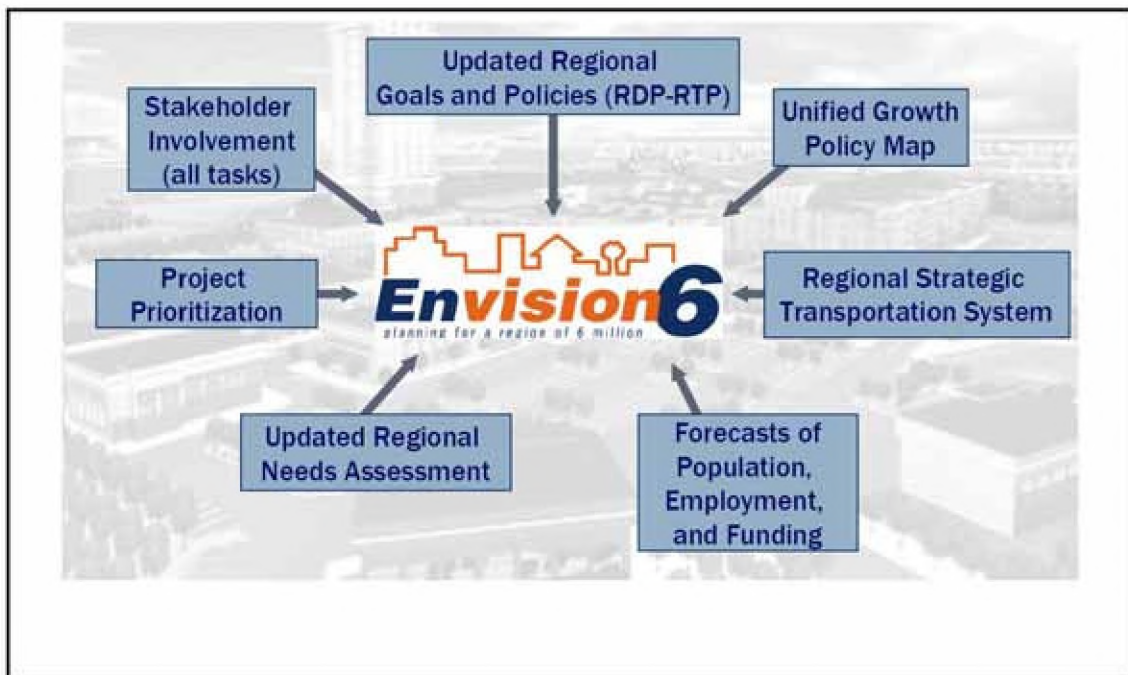 Updated Regional
Goals and Policies (RDP-RTP)
Stakeholder
Involvement
(all tasks)
Unified Growth
Policy Map
Project
Prioritization
Envision6
planning for a region of 6 million
Regional Strategic
Transportation System
Updated Regional
Needs Assessment
Forecasts of
Population,
Employment,
and Funding